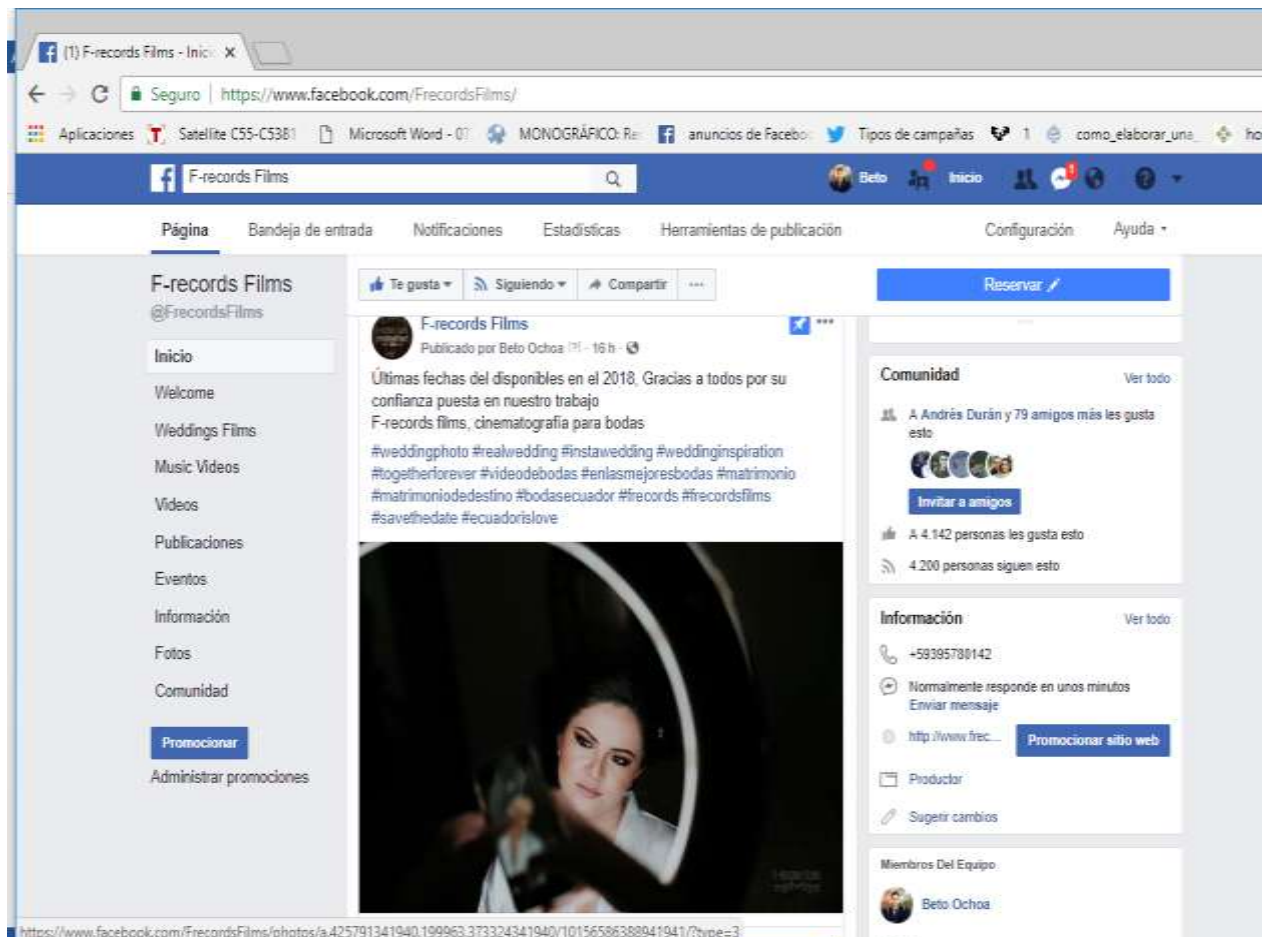 (1) F-records Films - Inici
Seguro | https://www.facebook.com/FrecordsFilms/
Aplicaciones Satellite C55-C5381 Microsoft Word - 07 MONOGRÁFICO: Re anuncios de Facebo Tipos de campañas 1 como_elaborar_una_ ho
F-records Films
Beto Inicio 1
Página Bandeja de entrada Notificaciones Estadísticas Herramientas de publicación Configuración Ayuda
F-records Films
@FrecordsFilms
Inicio
Welcome
Weddings Films
Music Videos
Videos
Publicaciones
Eventos
Información
Fotos
Comunidad
Promocionar
Administrar promociones
Te gusta Siguiendo Compartir ...
Reservar
F-records Films
Publicado por Beto Ochoa [?] · 16 h ·
Últimas fechas del disponibles en el 2018, Gracias a todos por su
confianza puesta en nuestro trabajo
F-records films, cinematografía para bodas
#weddingphoto #realwedding #instawedding #weddinginspiration
#togetherforever #videodebodas #enlasmejoresbodas #matrimonio
#matrimoniodedestino #bodasecuador #frecords #frecordsfilms
#savethedate #ecuadorislove
Comunidad Ver todo
A Andrés Durán y 79 amigos más les gusta
esto
Invitar a amigos
A 4.142 personas les gusta esto
4.200 personas siguen esto
Información Ver todo
+59395780142
Normalmente responde en unos minutos
Enviar mensaje
http://www.frec... Promocionar sitio web
Productor
Sugerir cambios
Miembros Del Equipo
Beto Ochoa
https://www.facebook.com/FrecordsFilms/photos/a.425791341940.199963.373324341940/10156586388941941/?type=3